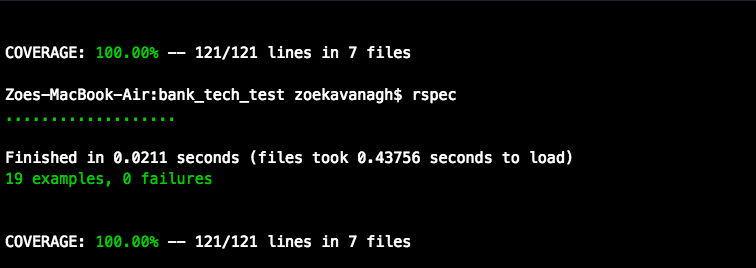 COVERAGE: 100.00% -- 121/121 lines in 7 files
Zoes-MacBook-Air:bank_tech_test zoekavanagh$ rspec
...................
Finished in 0.0211 seconds (files took 0.43756 seconds to load)
19 examples, 0 failures
COVERAGE: 100.00% -- 121/121 lines in 7 files